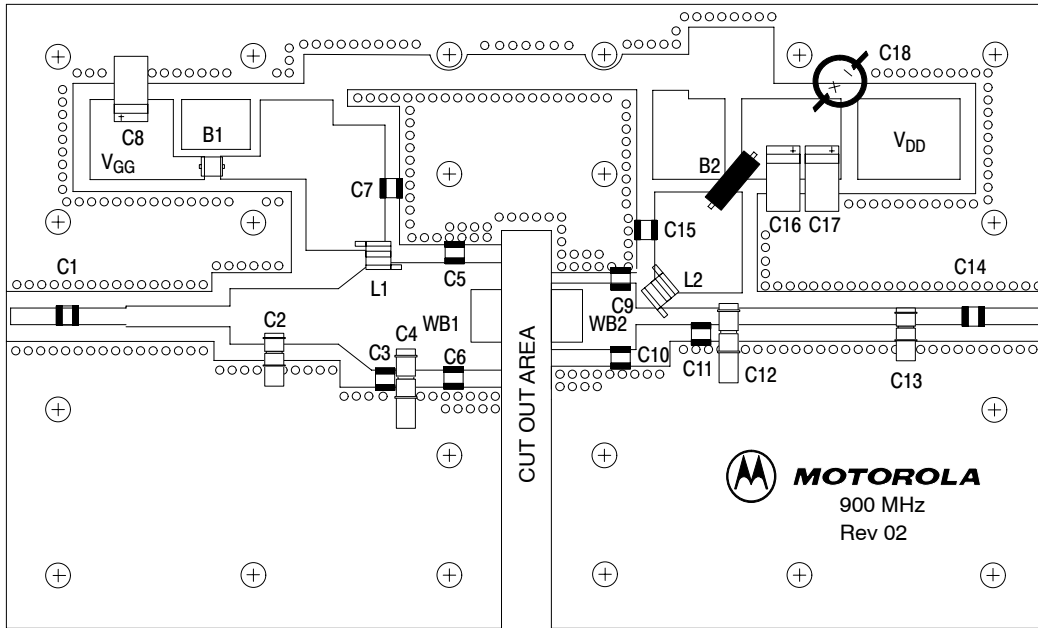 C18
C8
B1
VGG
B2
VDD
C7
C15
C16 C17
C1
C5
C14
L1
L2
C9
C2
C4
WB1
WB2
C3
C6
C10
C11
C12
C13
CUT OUT AREA
MOTOROLA
900 MHz
Rev 02